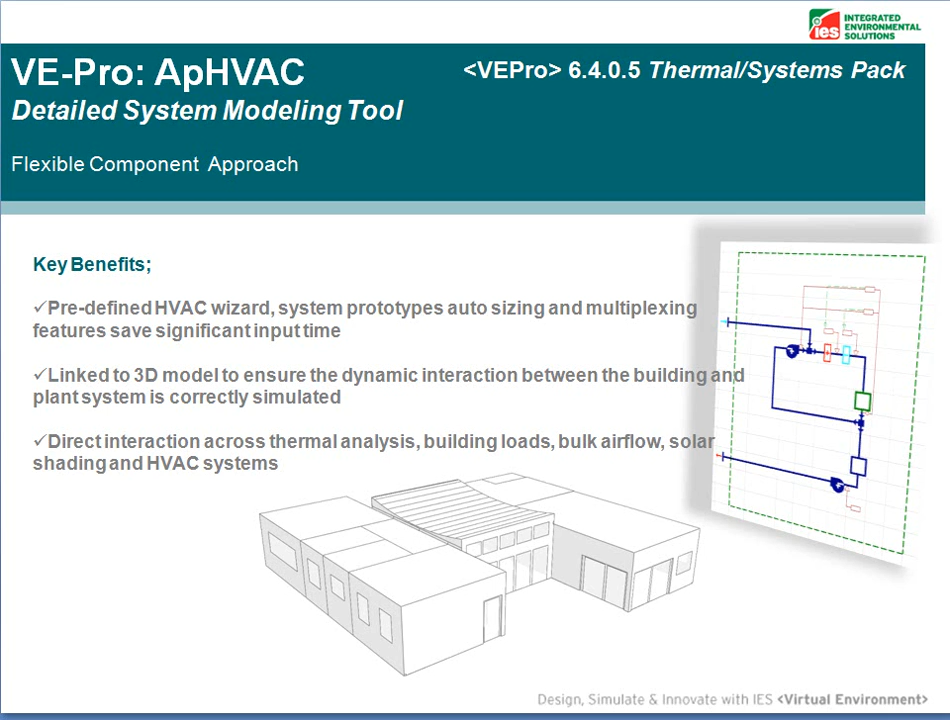 ies INTEGRATED
ENVIRONMENTAL
SOLUTIONS
VE-Pro: ApHVAC
<VEPro> 6.4.0.5 Thermal/Systems Pack
Detailed System Modeling Tool
Flexible Component Approach
Key Benefits;
✓Pre-defined HVAC wizard, system prototypes auto sizing and multiplexing
features save significant input time
✓Linked to 3D model to ensure the dynamic interaction between the building and
plant system is correctly simulated
✓Direct interaction across thermal analysis, building loads, bulk airflow, solar
shading and HVAC systems
Design, Simulate & Innovate with IES <Virtual Environment>